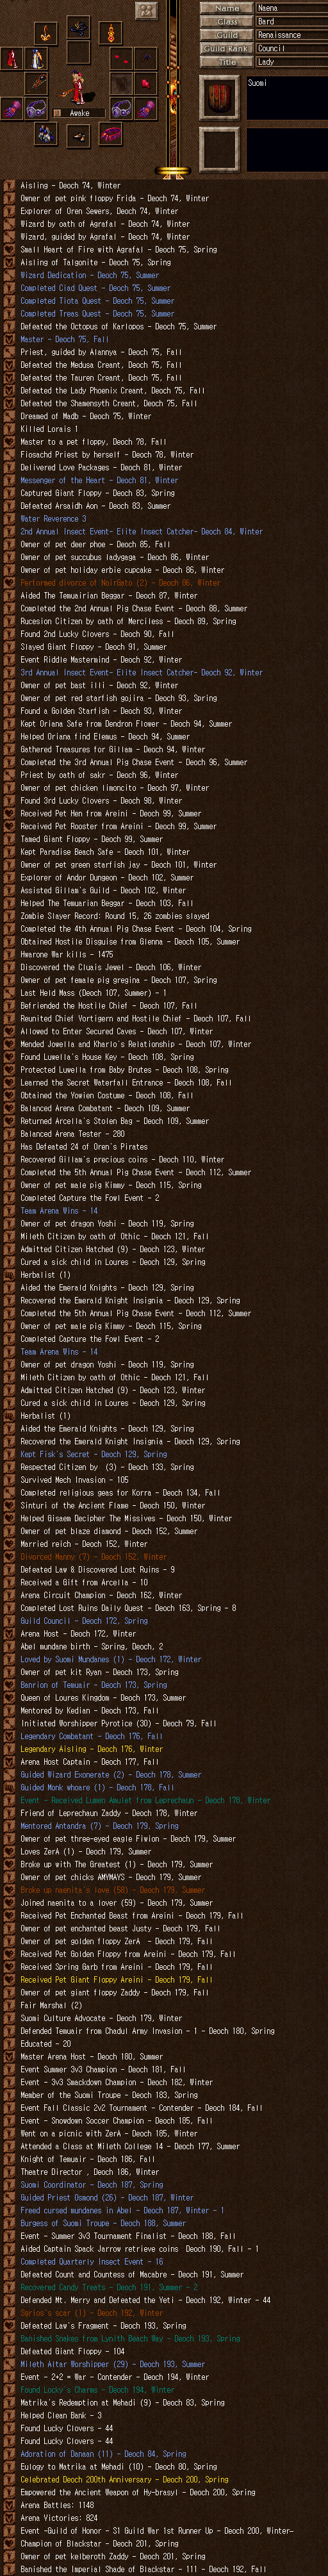 Name Naena
Class Bard
Guild Renaissance
Guild Rank Council
Title Lady
Suomi
Awake
Aisling - Deoch 74, Winter
Owner of pet pink floppy Frida - Deoch 74, Winter
Explorer of Oren Sewers, Deoch 74, Winter
Wizard by oath of Agrafal - Deoch 74, Winter
Wizard, guided by Agrafal - Deoch 74, Winter
Small Heart of Fire with Agrafal - Deoch 75, Spring
Aisling of Talgonite - Deoch 75, Spring
Wizard Dedication - Deoch 75, Summer
Completed Ciad Quest - Deoch 75, Summer
Completed Tiota Quest - Deoch 75, Summer
Completed Treas Quest - Deoch 75, Summer
Defeated the Octopus of Karlopos - Deoch 75, Summer
Master - Deoch 75, Fall
Priest, guided by Alannya - Deoch 75, Fall
Defeated the Medusa Creant, Deoch 75, Fall
Defeated the Tauren Creant, Deoch 75, Fall
Defeated the Lady Phoenix Creant, Deoch 75, Fall
Defeated the Shamensyth Creant, Deoch 75, Fall
Dreamed of Madb - Deoch 75, Winter
Killed Lorais 1
Master to a pet floppy, Deoch 78, Fall
Fiosachd Priest by herself - Deoch 78, Winter
Delivered Love Packages - Deoch 81, Winter
Messenger of the Heart - Deoch 81, Winter
Captured Giant Floppy - Deoch 83, Spring
Defeated Arsaidh Aon - Deoch 83, Summer
Water Reverence 3
2nd Annual Insect Event- Elite Insect Catcher- Deoch 84, Winter
Owner of pet deer phoe - Deoch 85, Fall
Owner of pet succubus ladygaga - Deoch 86, Winter
Owner of pet holiday erbie cupcake - Deoch 86, Winter
Performed divorce of NoirSato (2) - Deoch 86, Winter
Aided The Temuairian Beggar - Deoch 87, Winter
Completed the 2nd Annual Pig Chase Event - Deoch 88, Summer
Rucesion Citizen by oath of Merciless - Deoch 89, Spring
Found 2nd Lucky Clovers - Deoch 90, Fall
Slayed Giant Floppy - Deoch 91, Summer
Event Riddle Mastermind - Deoch 92, Winter
3rd Annual Insect Event- Elite Insect Catcher- Deoch 92, Winter
Owner of pet bast illi - Deoch 92, Winter
Owner of pet red starfish gojira - Deoch 93, Spring
Found a Golden Starfish - Deoch 93, Winter
Kept Oriana Safe from Dendron Flower - Deoch 94, Summer
Helped Oriana find Elemus - Deoch 94, Summer
Gathered Treasures for Gillam - Deoch 94, Winter
Completed the 3rd Annual Pig Chase Event - Deoch 96, Summer
Priest by oath of sakr - Deoch 96, Winter
Owner of pet chicken limoncito - Deoch 97, Winter
Found 3rd Lucky Clovers - Deoch 98, Winter
Received Pet Hen from Areini - Deoch 99, Summer
Received Pet Rooster from Areini - Deoch 99, Summer
Tamed Giant Floppy - Deoch 99, Summer
Kept Paradise Beach Safe - Deoch 101, Winter
Owner of pet green starfish jay - Deoch 101, Winter
Explorer of Andor Dungeon - Deoch 102, Summer
Assisted Gillam's Guild - Deoch 102, Winter
Helped The Temuarian Beggar - Deoch 103, Fall
Zombie Slayer Record: Round 15, 26 zombies slayed
Completed the 4th Annual Pig Chase Event - Deoch 104, Spring
Obtained Hostile Disguise from Glenna - Deoch 105, Summer
Hwarone War kills - 1475
Discovered the Cluais Jewel - Deoch 106, Winter
Owner of pet female pig gregina - Deoch 107, Spring
Last Held Mass (Deoch 107, Summer) - 1
Befriended the Hostile Chief - Deoch 107, Fall
Reunited Chief Vortigern and Hostile Chief - Deoch 107, Fall
Allowed to Enter Secured Caves - Deoch 107, Winter
Mended Jowella and Kharlo's Relationship - Deoch 107, Winter
Found Luwella's House Key - Deoch 108, Spring
Protected Luwella from Baby Brutes - Deoch 108, Spring
Learned the Secret Waterfall Entrance - Deoch 108, Fall
Obtained the Yowien Costume - Deoch 108, Fall
Balanced Arena Combatant - Deoch 109, Summer
Returned Arcella's Stolen Bag - Deoch 109, Summer
Balanced Arena Tester - 280
Has Defeated 24 of Oren's Pirates
Recovered Gillam's precious coins - Deoch 110, Winter
Completed the 5th Annual Pig Chase Event - Deoch 112, Summer
Owner of pet male pig Kimmy - Deoch 115, Spring
Completed Capture the Fowl Event - 2
Team Arena Wins - 14
Owner of pet dragon Yoshi - Deoch 119, Spring
Mileth Citizen by oath of Othic - Deoch 121, Fall
Admitted Citizen Hatched (9) - Deoch 123, Winter
Cured a sick child in Loures - Deoch 129, Spring
Herbalist (1)
Aided the Emerald Knights - Deoch 129, Spring
Recovered the Emerald Knight Insignia - Deoch 129, Spring
Completed the 5th Annual Pig Chase Event - Deoch 112, Summer
Owner of pet male pig Kimmy - Deoch 115, Spring
Completed Capture the Fowl Event - 2
Team Arena Wins - 14
Owner of pet dragon Yoshi - Deoch 119, Spring
Mileth Citizen by oath of Othic - Deoch 121, Fall
Admitted Citizen Hatched (9) - Deoch 123, Winter
Cured a sick child in Loures - Deoch 129, Spring
Herbalist (1)
Aided the Emerald Knights - Deoch 129, Spring
Recovered the Emerald Knight Insignia - Deoch 129, Spring
Kept Fisk's Secret - Deoch 129, Spring
Respected Citizen by  (3) - Deoch 133, Spring
Survived Mech Invasion - 105
Completed religious geas for Korra - Deoch 134, Fall
Sinturi of the Ancient Flame - Deoch 150, Winter
Helped Gisaem Decipher The Missives - Deoch 150, Winter
Owner of pet blaze diamond - Deoch 152, Summer
Married reich - Deoch 152, Winter
Divorced Manny (7) - Deoch 152, Winter
Defeated Law & Discovered Lost Ruins - 9
Received a Gift from Arcella - 10
Arena Circuit Champion - Deoch 162, Winter
Completed Lost Ruins Daily Quest - Deoch 163, Spring - 8
Guild Council - Deoch 172, Spring
Arena Host - Deoch 172, Winter
Abel mundane birth - Spring, Deoch, 2
Loved by Suomi Mundanes (1) - Deoch 172, Winter
Owner of pet kit Ryan - Deoch 173, Spring
Banrion of Temuair - Deoch 173, Spring
Queen of Loures Kingdom - Deoch 173, Summer
Mentored by Kedian - Deoch 173, Fall
Initiated Worshipper Pyrotice (30) - Deoch 79, Fall
Legendary Combatant - Deoch 176, Fall
Legendary Aisling - Deoch 176, Winter
Arena Host Captain - Deoch 177, Fall
Guided Wizard Exonerate (2) - Deoch 178, Summer
Guided Monk whoare (1) - Deoch 178, Fall
Event - Received Lumen Amulet from Leprechaun - Deoch 178, Winter
Friend of Leprechaun Zaddy - Deoch 178, Winter
Mentored Antandra (7) - Deoch 179, Spring
Owner of pet three-eyed eagle Fiwion - Deoch 179, Summer
Loves ZerA (1) - Deoch 179, Summer
Broke up with The Greatest (1) - Deoch 179, Summer
Owner of pet chicks AMYMAYS - Deoch 179, Summer
Broke up naenita's love (58) - Deoch 179, Summer
Joined naenita to a lover (59) - Deoch 179, Summer
Received Pet Enchanted Beast from Areini - Deoch 179, Fall
Owner of pet enchanted beast Justy - Deoch 179, Fall
Owner of pet golden floppy ZerA  - Deoch 179, Fall
Received Pet Golden Floppy from Areini - Deoch 179, Fall
Received Spring Garb from Areini - Deoch 179, Fall
Received Pet Giant Floppy Areini - Deoch 179, Fall
Owner of pet giant floppy Zaddy - Deoch 179, Fall
Fair Marshal (2)
Suomi Culture Advocate - Deoch 179, Winter
Defended Temuair from Chadul Army Invasion - 1 - Deoch 180, Spring
Educated - 20
Master Arena Host - Deoch 180, Summer
Event Summer 3v3 Champion - Deoch 181, Fall
Event - 3v3 Smackdown Champion - Deoch 182, Winter
Member of the Suomi Troupe - Deoch 183, Spring
Event Fall Classic 2v2 Tournament - Contender - Deoch 184, Fall
Event - Snowdown Soccer Champion - Deoch 185, Fall
Went on a picnic with ZerA - Deoch 185, Winter
Attended a Class at Mileth College 14 - Deoch 177, Summer
Knight of Temuair - Deoch 186, Fall
Theatre Director , Deoch 186, Winter
Suomi Coordinator - Deoch 187, Spring
Guided Priest Osmond (26) - Deoch 187, Winter
Freed cursed mundanes in Abel - Deoch 187, Winter - 1
Burgess of Suomi Troupe - Deoch 188, Summer
Event - Summer 3v3 Tournament Finalist - Deoch 188, Fall
Aided Captain Spack Jarrow retrieve coins  Deoch 190, Fall - 1
Completed Quarterly Insect Event - 16
Defeated Count and Countess of Macabre - Deoch 191, Summer
Recovered Candy Treats - Deoch 191, Summer - 2
Defended Mt. Merry and Defeated the Yeti - Deoch 192, Winter - 44
Sgrios's scar (1) - Deoch 192, Winter
Defeated Law's Fragment - Deoch 193, Spring
Banished Snakes from Lynith Beach Way - Deoch 193, Spring
Defeated Giant Floppy - 104
Mileth Altar Worshipper (29) - Deoch 193, Summer
Event - 2+2 = War - Contender - Deoch 194, Winter
Found Locky's Charms - Deoch 194, Winter
Matrika's Redemption at Mehadi (9) - Deoch 83, Spring
Helped Clean Bank - 3
Found Lucky Clovers - 44
Found Lucky Clovers - 44
Adoration of Danaan (11) - Deoch 84, Spring
Eulogy to Matrika at Mehadi (10) - Deoch 80, Spring
Celebrated Deoch 200th Anniversary - Deoch 200, Spring
Empowered the Ancient Weapon of Hy-brasyl - Deoch 200, Spring
Arena Battles: 1148
Arena Victories: 824
Event -Guild of Honor - S1 Guild War 1st Runner Up - Deoch 200, Winter-
Champion of Blackstar - Deoch 201, Spring
Owner of pet kelberoth Zaddy - Deoch 201, Spring
Banished the Imperial Shade of Blackstar - 111 - Deoch 192, Fall